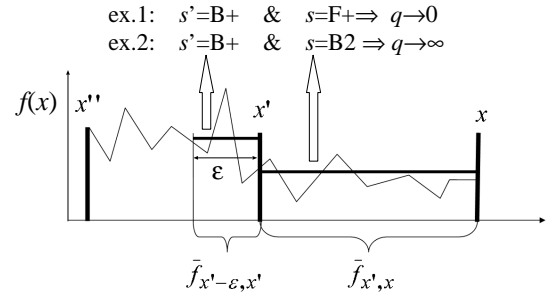 ex.1: s'=B+ & s=F+⇒ q→0
ex.2: s'=B+ & s=B2 ⇒ q→∞
f(x) x'' x' x
ε
f̄x'−ε,x' f̄x',x